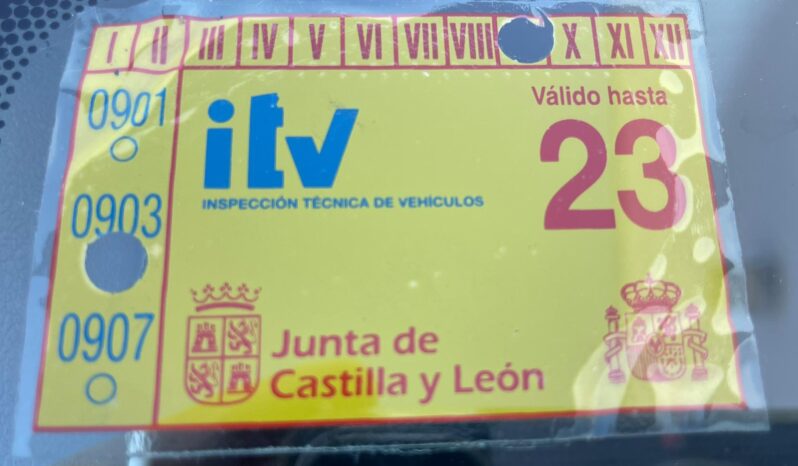 I II III IV V VI VII VIII X XI XII
0901
0903
0907
itv
INSPECCIÓN TÉCNICA DE VEHÍCULOS
Válido hasta
23
Junta de
Castilla y León